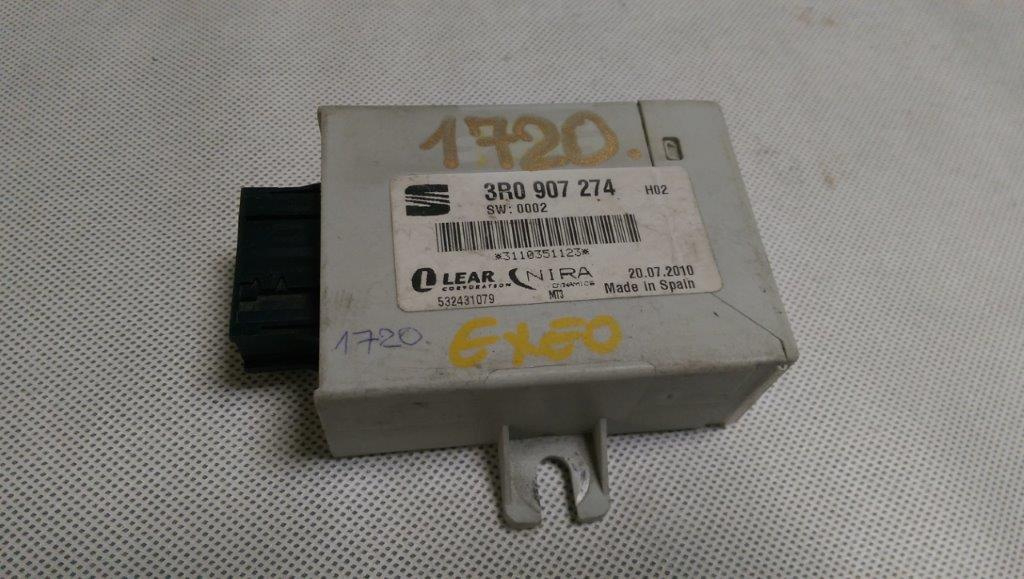 1720.
3R0 907 274 H02
SW: 0002
*3110351123*
LEAR NIRA 20.07.2010
CORPORATION DYNAMICS Made in Spain
532431079 MT3
1720. EXEO